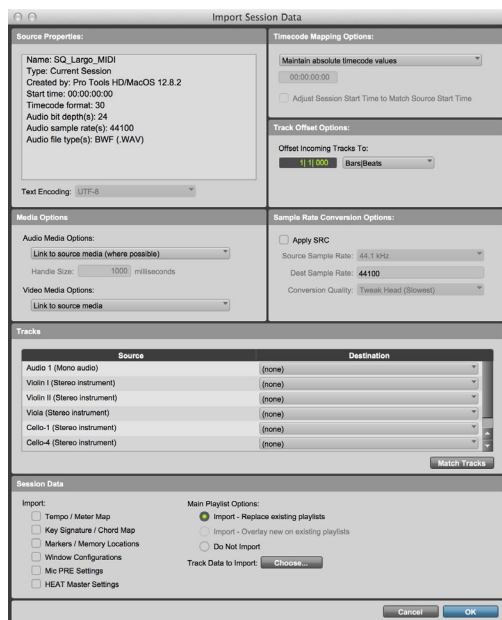 Import Session Data
Source Properties:
Name: SQ_Largo_MIDI
Type: Current Session
Created by: Pro Tools HD/MacOS 12.8.2
Start time: 00:00:00:00
Timecode format: 30
Audio bit depth(s): 24
Audio sample rate(s): 44100
Audio file type(s): BWF (.WAV)
Text Encoding: UTF-8
Timecode Mapping Options:
Maintain absolute timecode values
00:00:00:00
Adjust Session Start Time to Match Source Start Time
Track Offset Options:
Offset Incoming Tracks To:
1| 1| 000 Bars|Beats
Media Options
Audio Media Options:
Link to source media (where possible)
Handle Size: 1000 milliseconds
Video Media Options:
Link to source media
Sample Rate Conversion Options:
Apply SRC
Source Sample Rate: 44.1 kHz
Dest Sample Rate: 44100
Conversion Quality: Tweak Head (Slowest)
Tracks
Source Destination
Audio 1 (Mono audio) (none)
Violin I (Stereo instrument) (none)
Violin II (Stereo instrument) (none)
Viola (Stereo instrument) (none)
Cello-1 (Stereo instrument) (none)
Cello-4 (Stereo instrument) (none)
Match Tracks
Session Data
Import:
Tempo / Meter Map
Key Signature / Chord Map
Markers / Memory Locations
Window Configurations
Mic PRE Settings
HEAT Master Settings
Main Playlist Options:
Import - Replace existing playlists
Import - Overlay new on existing playlists
Do Not Import
Track Data to Import: Choose...
Cancel OK